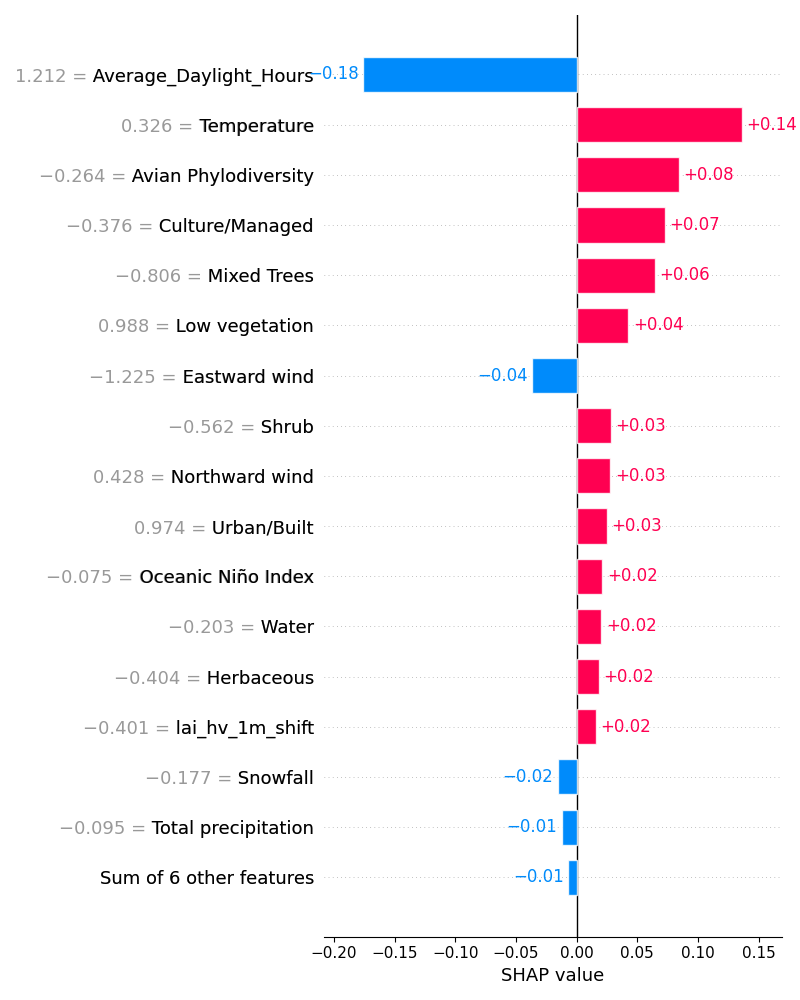 1.212 = Average_Daylight_Hours −0.18
0.326 = Temperature +0.14
−0.264 = Avian Phylodiversity +0.08
−0.376 = Culture/Managed +0.07
−0.806 = Mixed Trees +0.06
0.988 = Low vegetation +0.04
−1.225 = Eastward wind −0.04
−0.562 = Shrub +0.03
0.428 = Northward wind +0.03
0.974 = Urban/Built +0.03
−0.075 = Oceanic Niño Index +0.02
−0.203 = Water +0.02
−0.404 = Herbaceous +0.02
−0.401 = lai_hv_1m_shift +0.02
−0.177 = Snowfall −0.02
−0.095 = Total precipitation −0.01
Sum of 6 other features −0.01
−0.20 −0.15 −0.10 −0.05 0.00 0.05 0.10 0.15
SHAP value